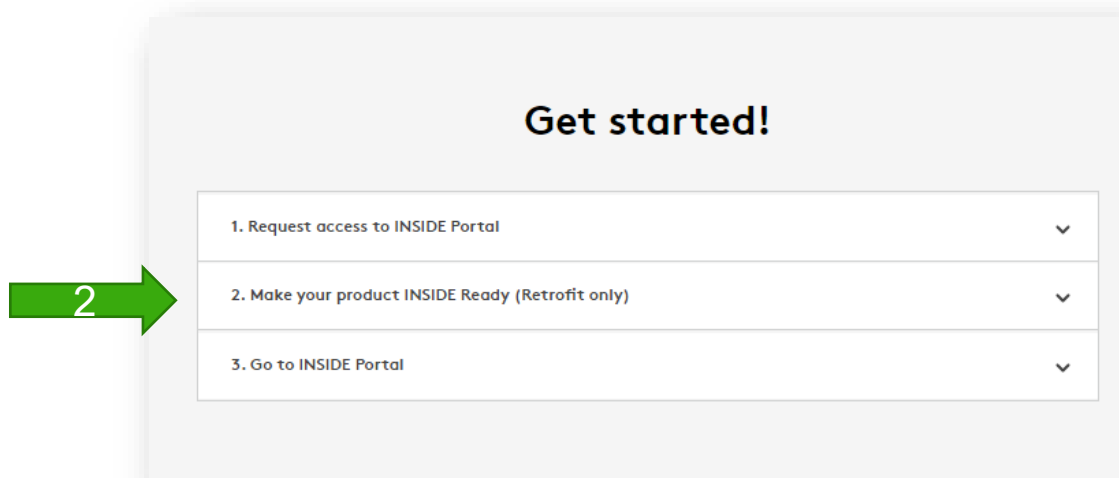 Get started!
1. Request access to INSIDE Portal
2
2. Make your product INSIDE Ready (Retrofit only)
3. Go to INSIDE Portal